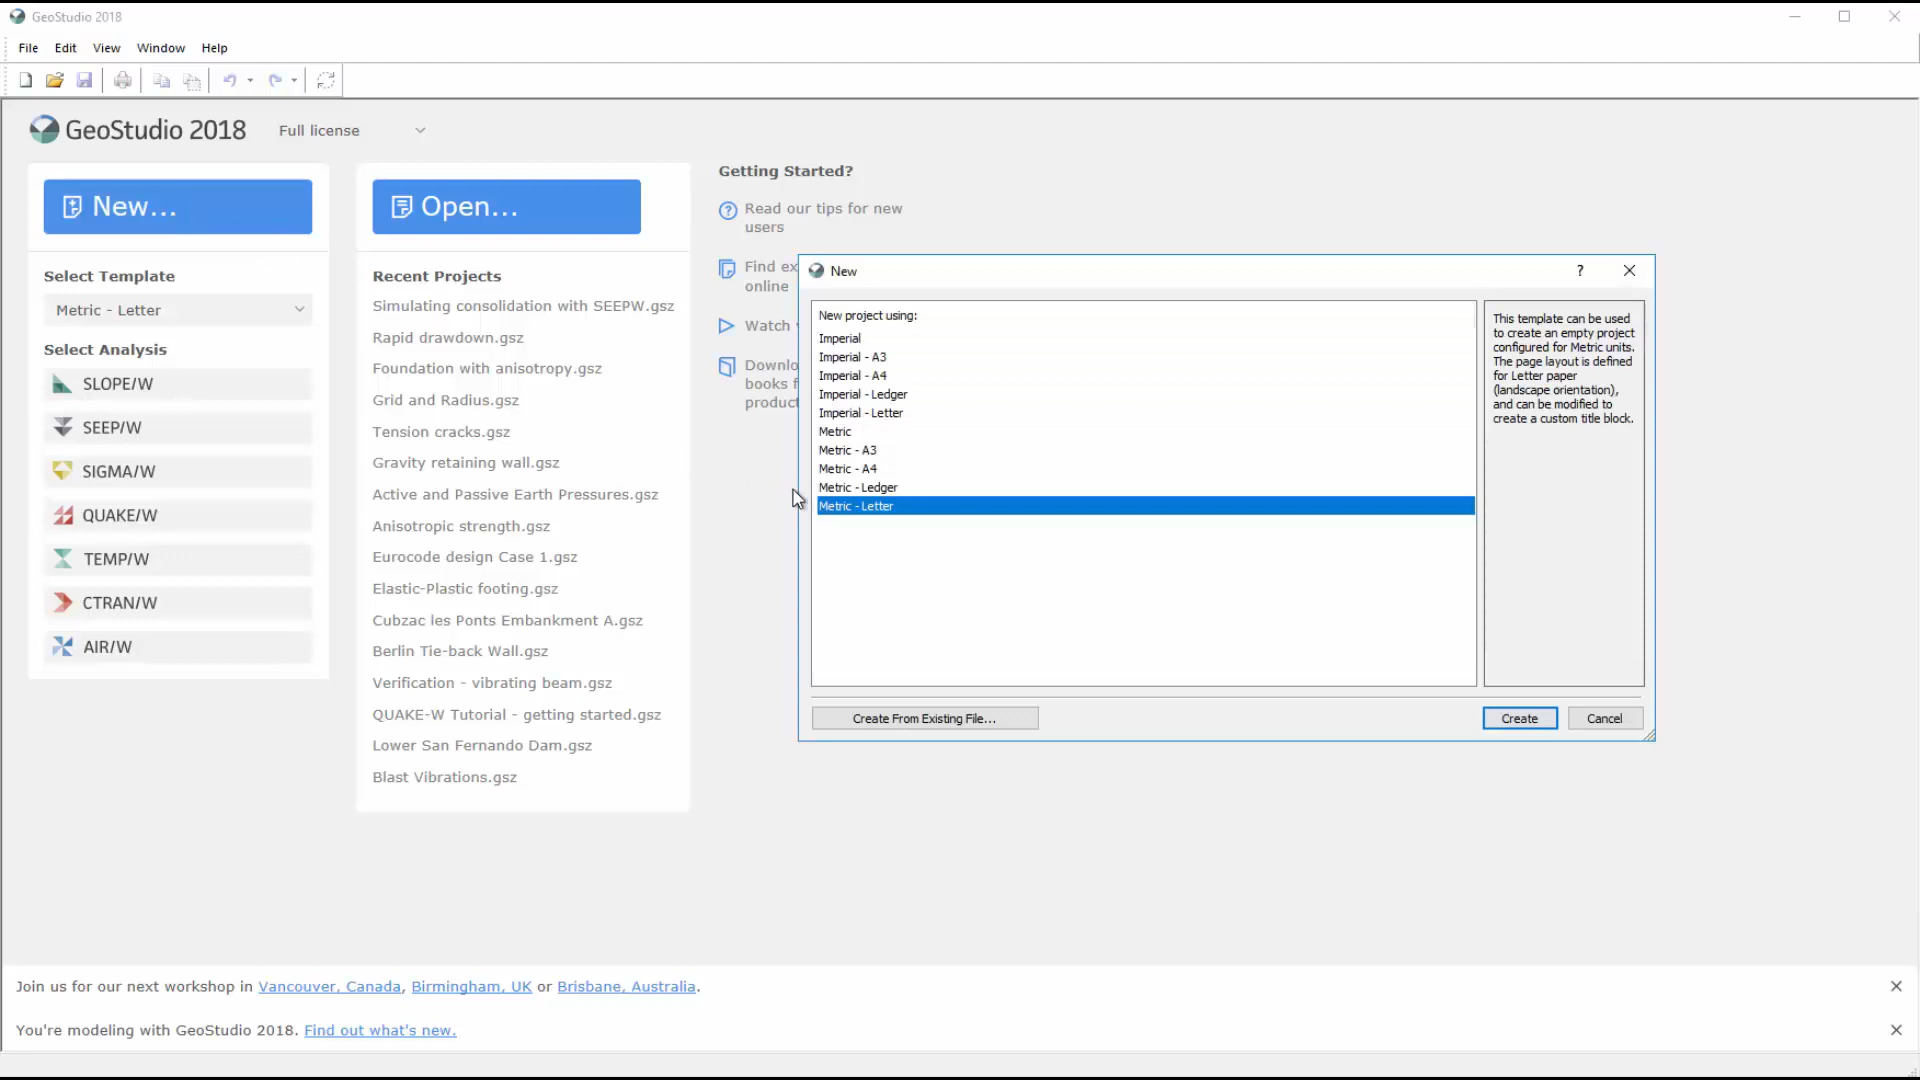 GeoStudio 2018
File Edit View Window Help
GeoStudio 2018 Full license
New...
Select Template
Metric - Letter
Select Analysis
SLOPE/W
SEEP/W
SIGMA/W
QUAKE/W
TEMP/W
CTRAN/W
AIR/W
Open...
Recent Projects
Simulating consolidation with SEEPW.gsz
Rapid drawdown.gsz
Foundation with anisotropy.gsz
Grid and Radius.gsz
Tension cracks.gsz
Gravity retaining wall.gsz
Active and Passive Earth Pressures.gsz
Anisotropic strength.gsz
Eurocode design Case 1.gsz
Elastic-Plastic footing.gsz
Cubzac les Ponts Embankment A.gsz
Berlin Tie-back Wall.gsz
Verification - vibrating beam.gsz
QUAKE-W Tutorial - getting started.gsz
Lower San Fernando Dam.gsz
Blast Vibrations.gsz
Getting Started?
Read our tips for new
users
Find ex
online
Watch
Downlo
books f
product
New ?
New project using:
Imperial
Imperial - A3
Imperial - A4
Imperial - Ledger
Imperial - Letter
Metric
Metric - A3
Metric - A4
Metric - Ledger
Metric - Letter
This template can be used
to create an empty project
configured for Metric units.
The page layout is defined
for Letter paper
(landscape orientation),
and can be modified to
create a custom title block.
Create From Existing File...
Create
Cancel
Join us for our next workshop in Vancouver, Canada, Birmingham, UK or Brisbane, Australia.
You're modeling with GeoStudio 2018. Find out what's new.